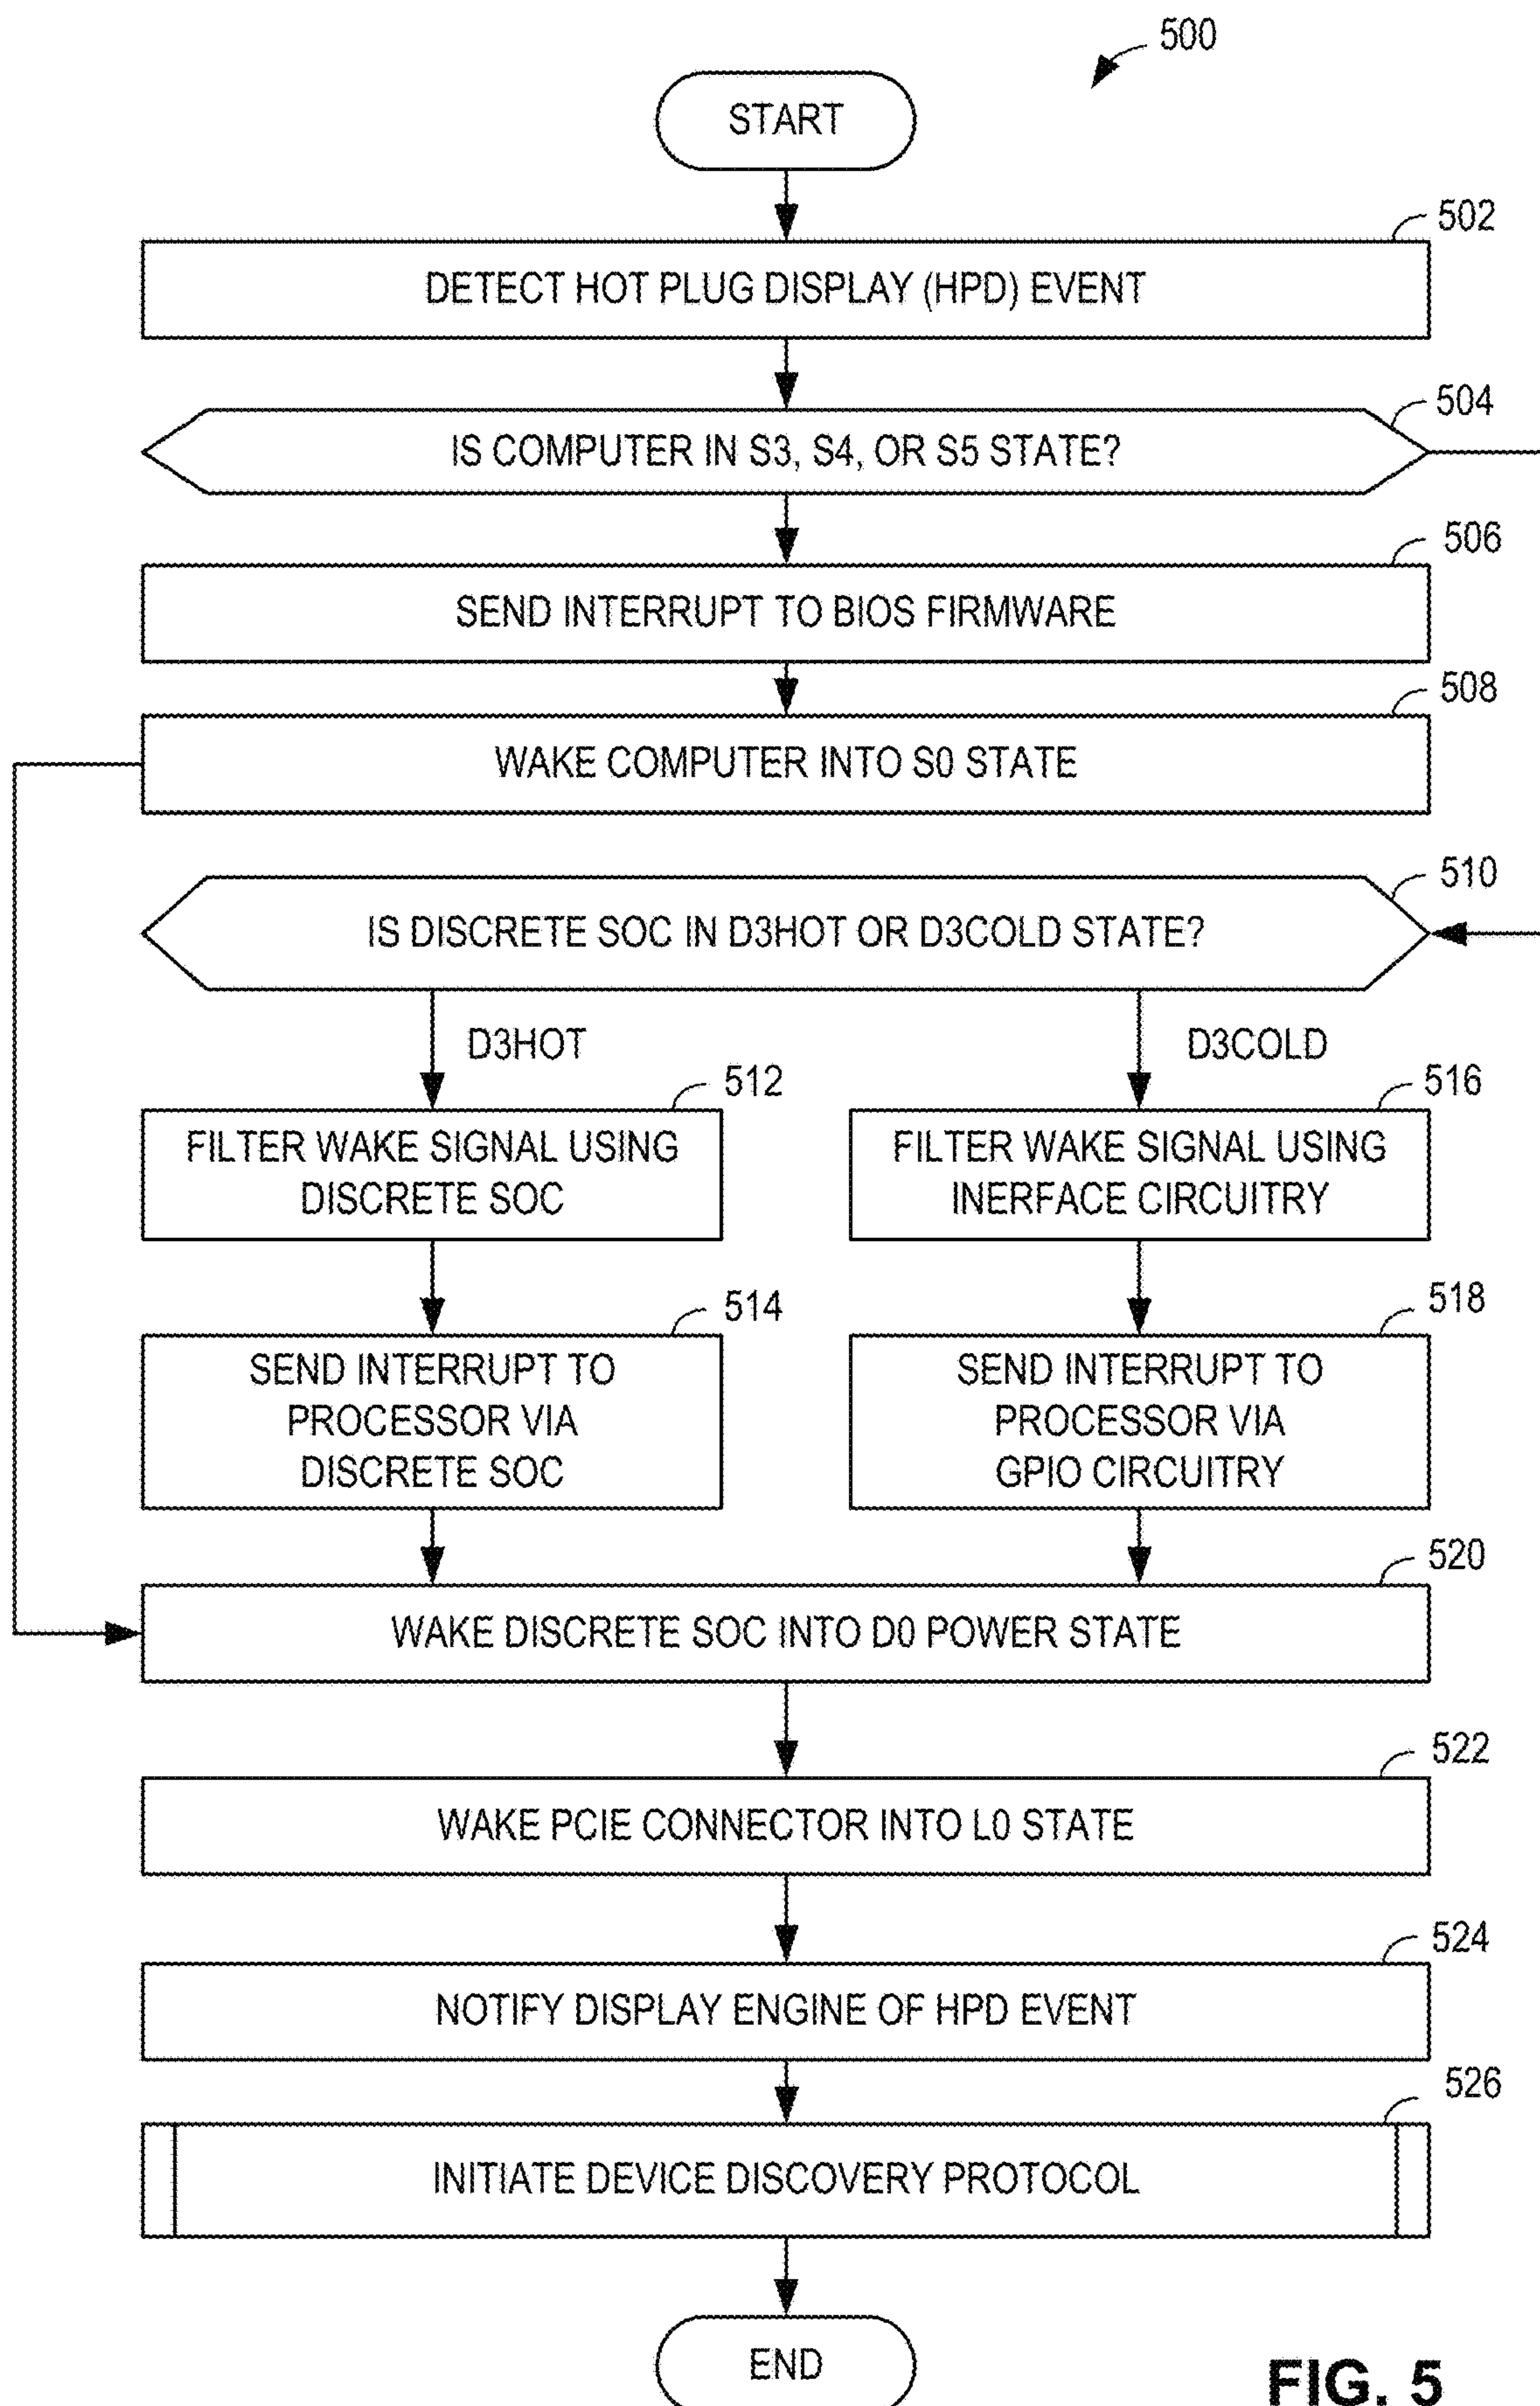 500
START
502
DETECT HOT PLUG DISPLAY (HPD) EVENT
504
IS COMPUTER IN S3, S4, OR S5 STATE?
506
SEND INTERRUPT TO BIOS FIRMWARE
508
WAKE COMPUTER INTO S0 STATE
510
IS DISCRETE SOC IN D3HOT OR D3COLD STATE?
D3HOT
D3COLD
512
FILTER WAKE SIGNAL USING
DISCRETE SOC
516
FILTER WAKE SIGNAL USING
INERFACE CIRCUITRY
514
SEND INTERRUPT TO
PROCESSOR VIA
DISCRETE SOC
518
SEND INTERRUPT TO
PROCESSOR VIA
GPIO CIRCUITRY
520
WAKE DISCRETE SOC INTO D0 POWER STATE
522
WAKE PCIE CONNECTOR INTO L0 STATE
524
NOTIFY DISPLAY ENGINE OF HPD EVENT
526
INITIATE DEVICE DISCOVERY PROTOCOL
END
FIG. 5